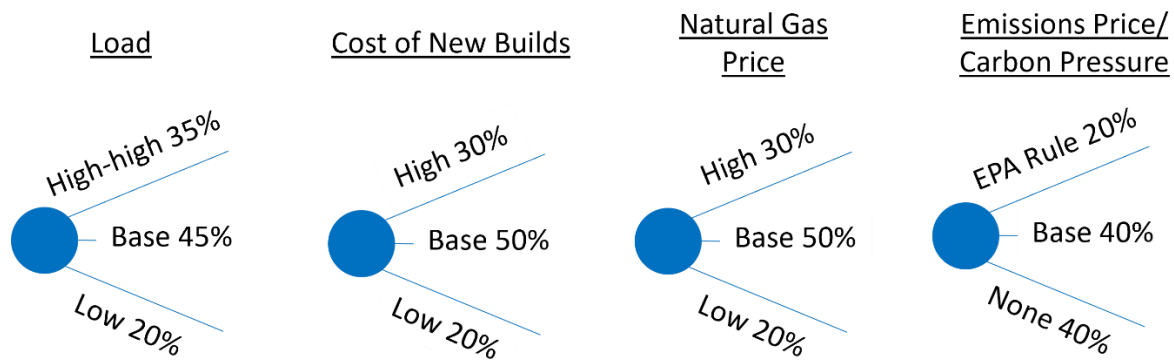 Load
High-high 35%
Base 45%
Low 20%
Cost of New Builds
High 30%
Base 50%
Low 20%
Natural Gas
Price
High 30%
Base 50%
Low 20%
Emissions Price/
Carbon Pressure
EPA Rule 20%
Base 40%
None 40%